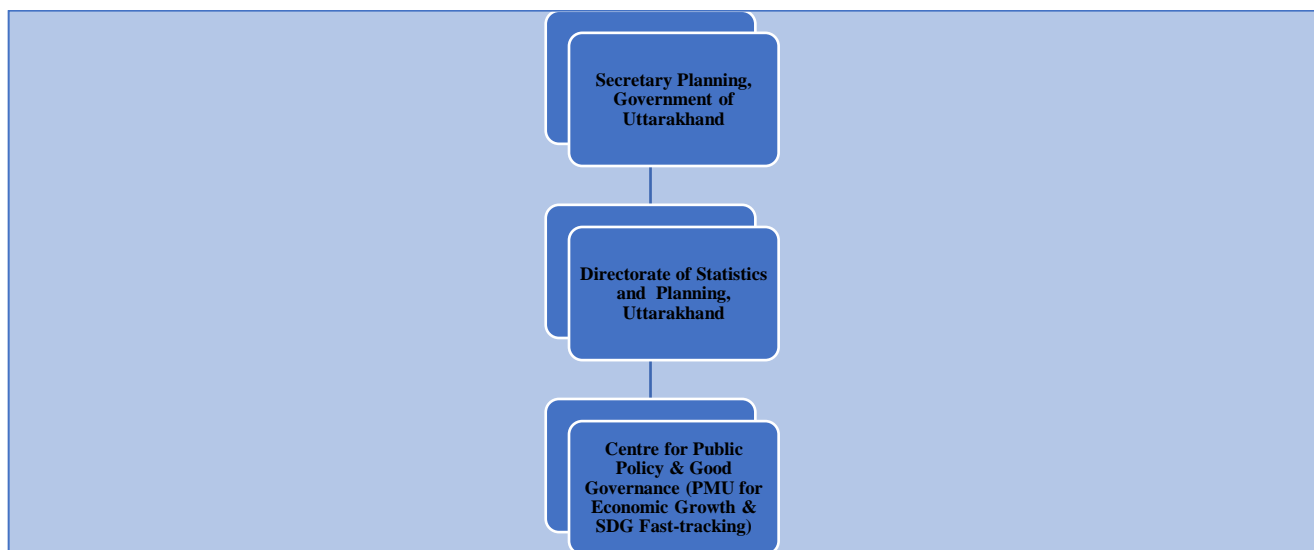 Secretary Planning,
Government of
Uttarakhand
Directorate of Statistics
and Planning,
Uttarakhand
Centre for Public
Policy & Good
Governance (PMU for
Economic Growth &
SDG Fast-tracking)